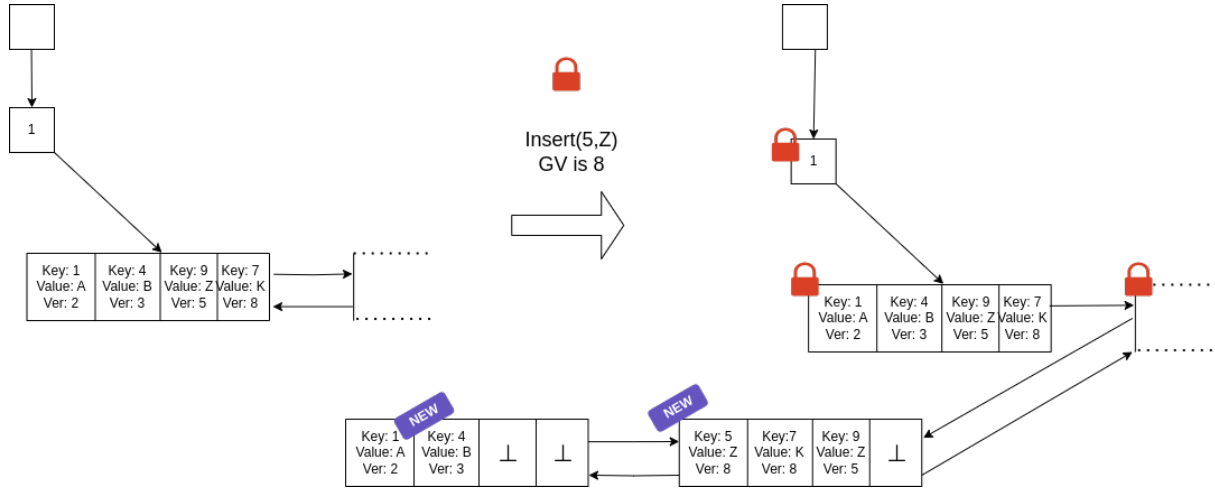 1
Key: 1
Value: A
Ver: 2
Key: 4
Value: B
Ver: 3
Key: 9
Value: Z
Ver: 5
Key: 7
Value: K
Ver: 8
Insert(5,Z)
GV is 8
1
Key: 1
Value: A
Ver: 2
Key: 4
Value: B
Ver: 3
Key: 9
Value: Z
Ver: 5
Key: 7
Value: K
Ver: 8
NEW
Key: 1
Value: A
Ver: 2
Key: 4
Value: B
Ver: 3
⊥
⊥
NEW
Key: 5
Value: Z
Ver: 8
Key:7
Value: K
Ver: 8
Key: 9
Value: Z
Ver: 5
⊥